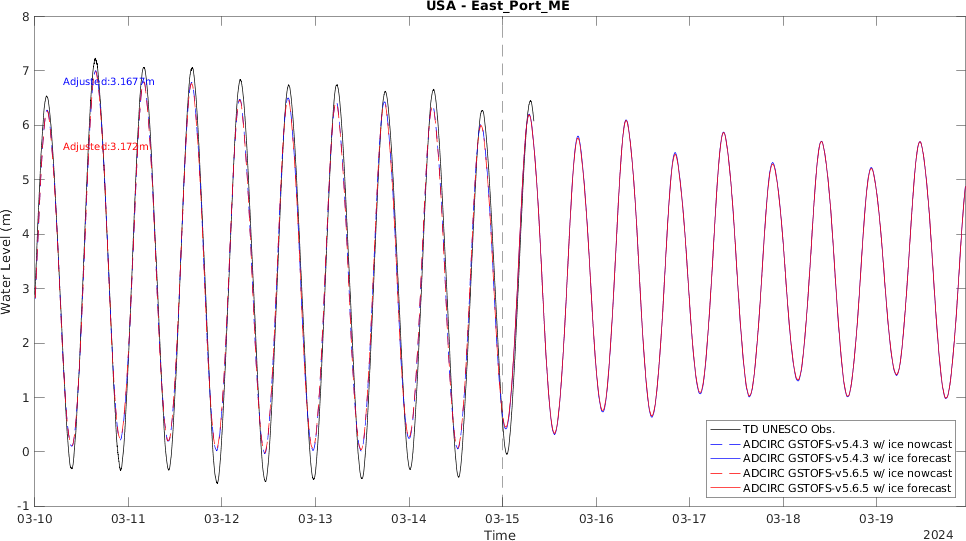 USA - East_Port_ME
8
7
6
5
4
3
2
1
0
-1
Water Level (m)
Adjusted:3.1677m
Adjusted:3.172m
TD UNESCO Obs.
ADCIRC GSTOFS-v5.4.3 w/ ice nowcast
ADCIRC GSTOFS-v5.4.3 w/ ice forecast
ADCIRC GSTOFS-v5.6.5 w/ ice nowcast
ADCIRC GSTOFS-v5.6.5 w/ ice forecast
03-10 03-11 03-12 03-13 03-14 03-15 03-16 03-17 03-18 03-19
Time
2024